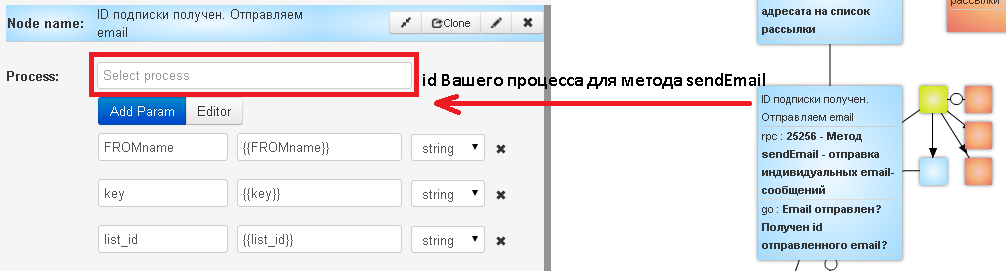 Node name:
ID подписки получен. Отправляем
email
Clone
Process:
Select process
id Вашего процесса для метода sendEmail
Add Param
Editor
FROMname
{{FROMname}}
string
key
{{key}}
string
list_id
{{list_id}}
string
адресата на список
рассылки
рассылки
ID подписки получен.
Отправляем email
rpc : 25256 - Метод
sendEmail - отправка
индивидуальных email-
сообщений
go : Email отправлен?
Получен id
отправленного email?